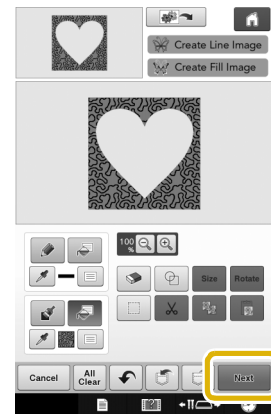 Create Line Image
Create Fill Image
100 %
Size
Rotate
Cancel
All
Clear
Next